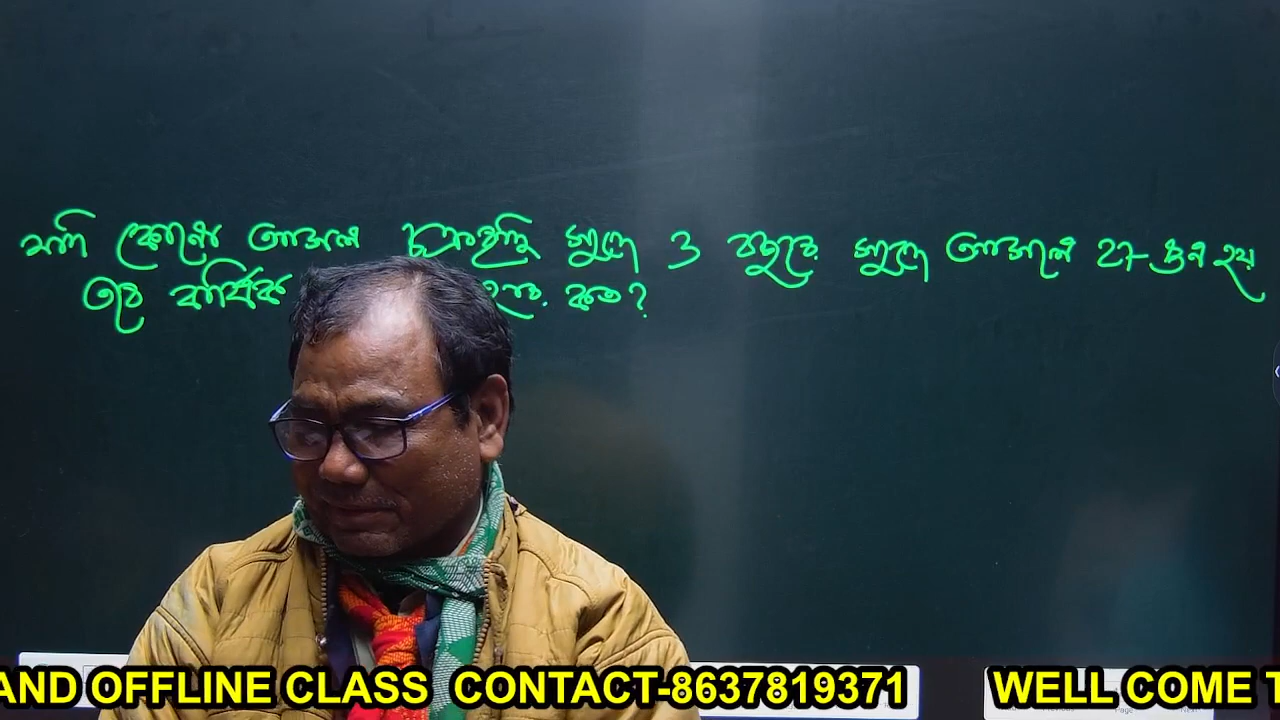 যদি কোনো আসল চক্রবৃদ্ধি সুদে 3 বছরে সুদে আসলে 27 গুন হয়
তবে বার্ষিক হার কত?
AND OFFLINE CLASS CONTACT-8637819371 WELL COME T